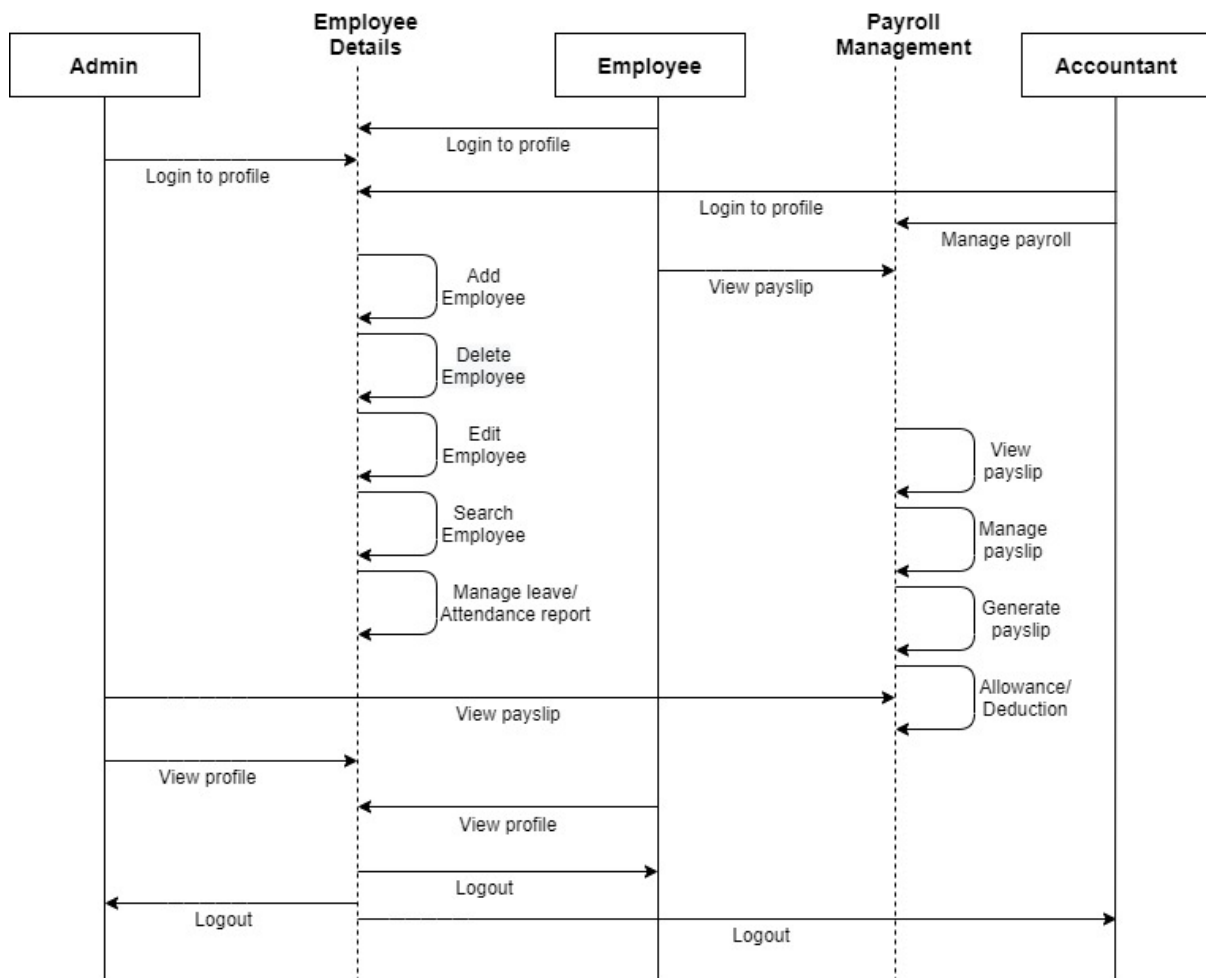 Employee
Details
Payroll
Management
Admin
Employee
Accountant
Login to profile
Login to profile
Login to profile
Manage payroll
Add
Employee
View payslip
Delete
Employee
Edit
Employee
View
payslip
Search
Employee
Manage
payslip
Manage leave/
Attendance report
Generate
payslip
Allowance/
Deduction
View payslip
View profile
View profile
Logout
Logout
Logout